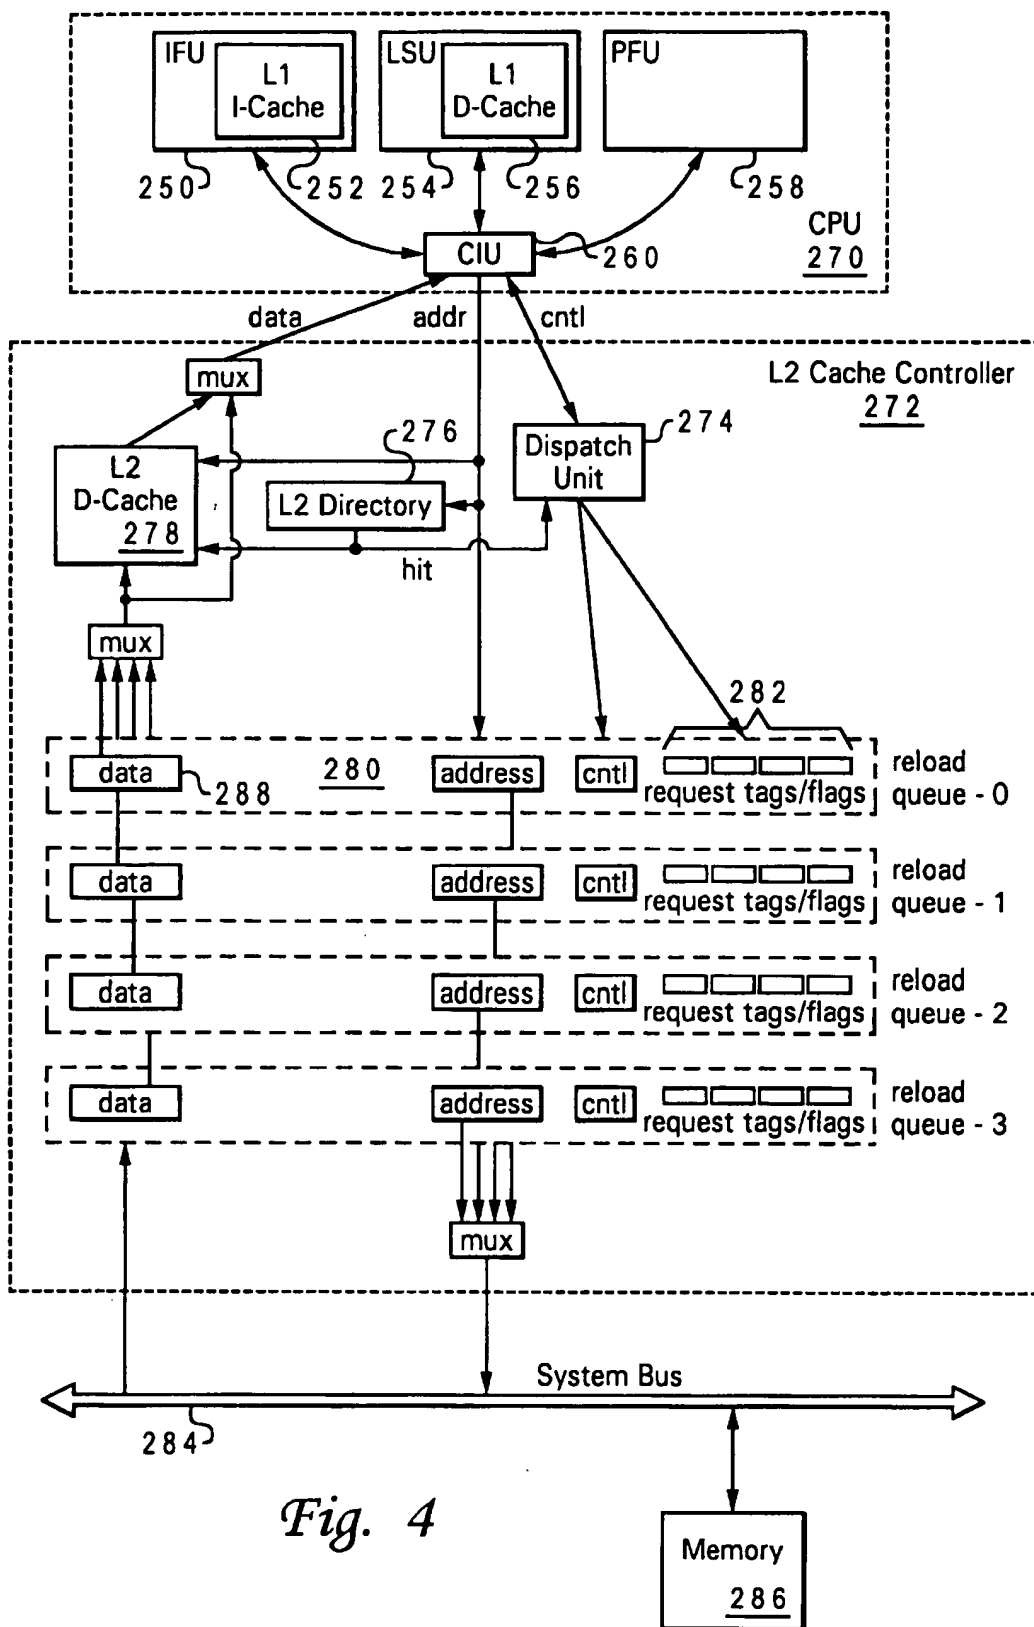 IFU
L1
I-Cache
LSU
L1
D-Cache
PFU
250
252
254
256
258
CPU
270
CIU
260
data
addr
cntl
mux
L2 Cache Controller
272
276
274
Dispatch
Unit
L2
D-Cache
278
L2 Directory
hit
mux
282
data
288
280
address
cntl
request tags/flags
reload
queue - 0
data
address
cntl
request tags/flags
reload
queue - 1
data
address
cntl
request tags/flags
reload
queue - 2
data
address
cntl
request tags/flags
reload
queue - 3
mux
System Bus
284
Fig. 4
Memory
286